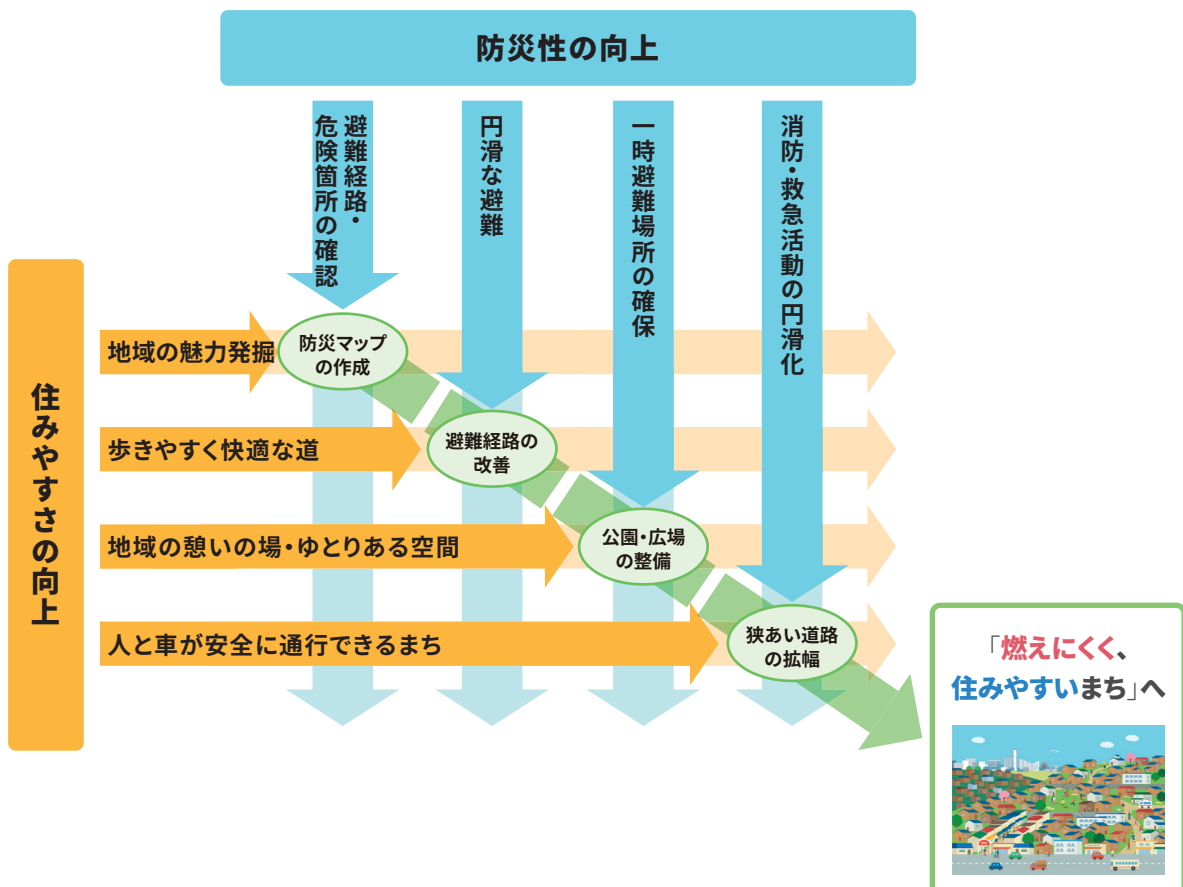 防災性の向上
避難経路・
危険箇所の確認
円滑な避難
一時避難場所の確保
消防・救急活動の円滑化
住みやすさの向上
地域の魅力発掘
防災マップ
の作成
歩きやすく快適な道
避難経路の
改善
地域の憩いの場・ゆとりある空間
公園・広場
の整備
人と車が安全に通行できるまち
狭あい道路
の拡幅
「燃えにくく、
住みやすいまち」へ